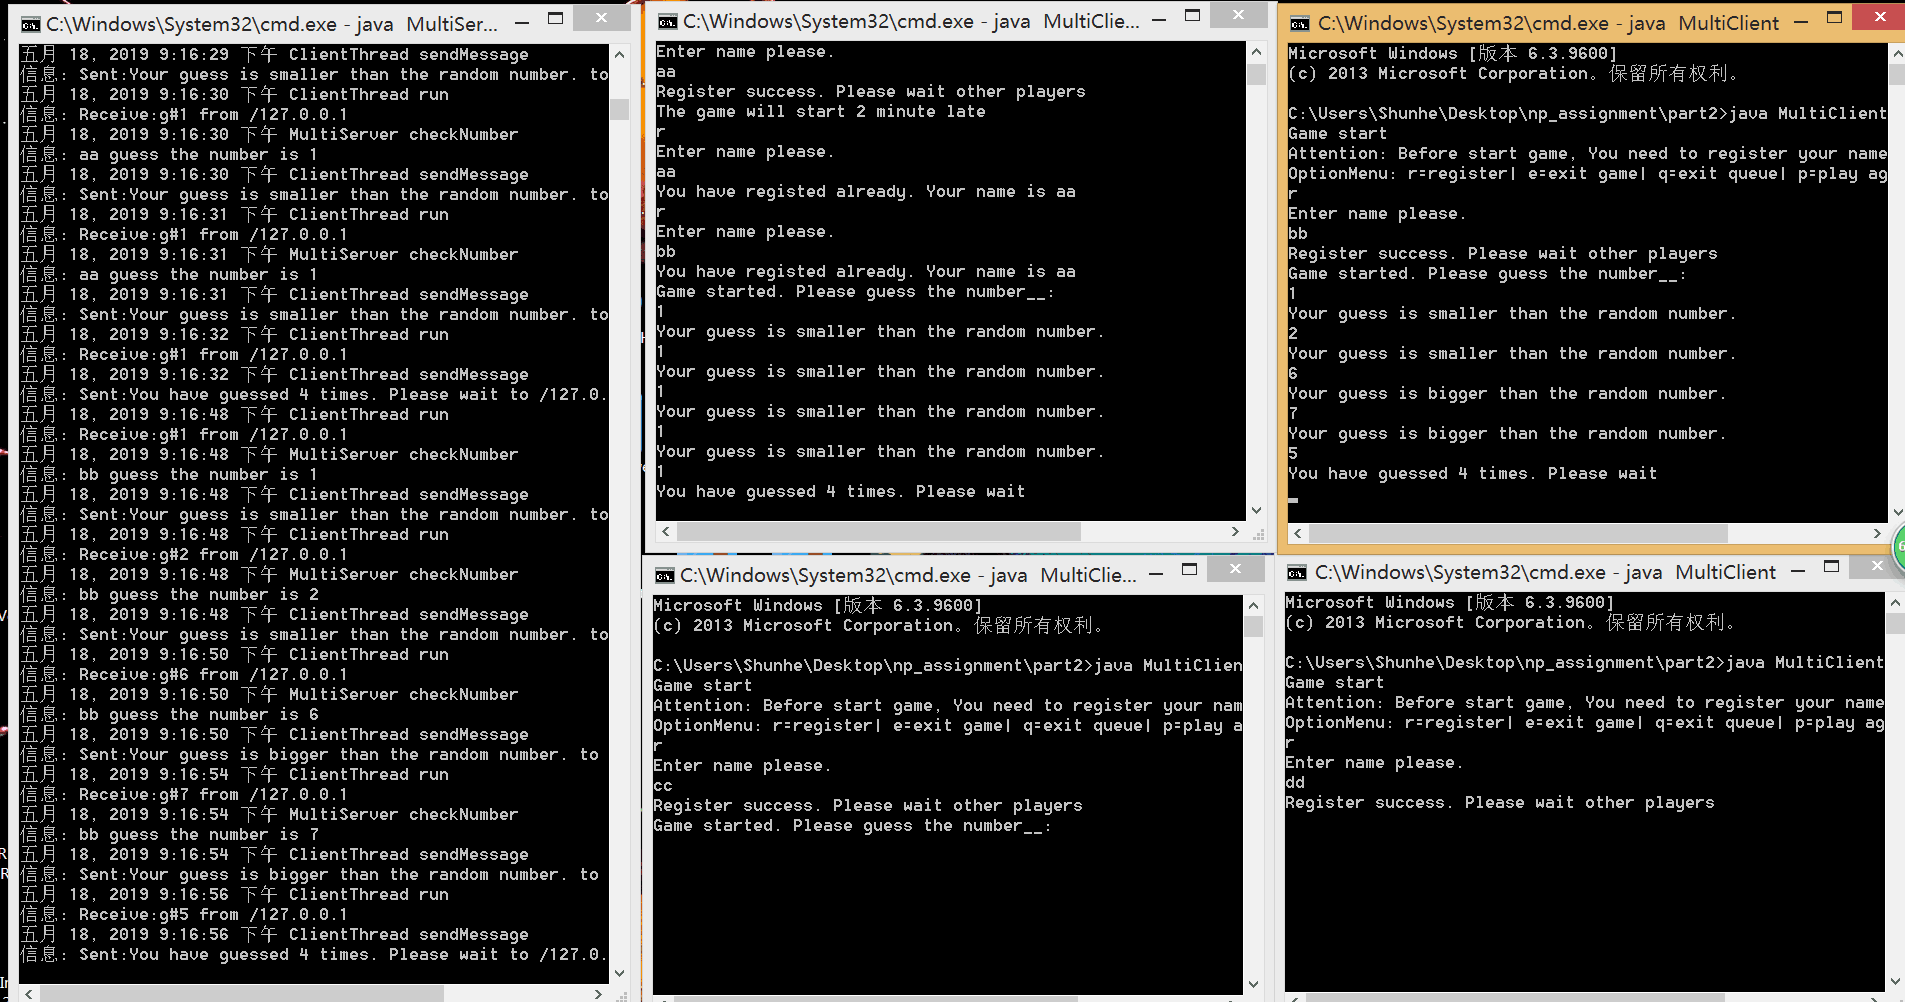 C:\Windows\System32\cmd.exe - java  MultiSer...
五月 18, 2019 9:16:29 下午 ClientThread sendMessage
信息: Sent:Your guess is smaller than the random number. to
五月 18, 2019 9:16:30 下午 ClientThread run
信息: Receive:g#1 from /127.0.0.1
五月 18, 2019 9:16:30 下午 MultiServer checkNumber
信息: aa guess the number is 1
五月 18, 2019 9:16:30 下午 ClientThread sendMessage
信息: Sent:Your guess is smaller than the random number. to
五月 18, 2019 9:16:31 下午 ClientThread run
信息: Receive:g#1 from /127.0.0.1
五月 18, 2019 9:16:31 下午 MultiServer checkNumber
信息: aa guess the number is 1
五月 18, 2019 9:16:31 下午 ClientThread sendMessage
信息: Sent:Your guess is smaller than the random number. to
五月 18, 2019 9:16:32 下午 ClientThread run
信息: Receive:g#1 from /127.0.0.1
五月 18, 2019 9:16:32 下午 ClientThread sendMessage
信息: Sent:You have guessed 4 times. Please wait to /127.0.
五月 18, 2019 9:16:48 下午 ClientThread run
信息: Receive:g#1 from /127.0.0.1
五月 18, 2019 9:16:48 下午 MultiServer checkNumber
信息: bb guess the number is 1
五月 18, 2019 9:16:48 下午 ClientThread sendMessage
信息: Sent:Your guess is smaller than the random number. to
五月 18, 2019 9:16:48 下午 ClientThread run
信息: Receive:g#2 from /127.0.0.1
五月 18, 2019 9:16:48 下午 MultiServer checkNumber
信息: bb guess the number is 2
五月 18, 2019 9:16:48 下午 ClientThread sendMessage
信息: Sent:Your guess is smaller than the random number. to
五月 18, 2019 9:16:50 下午 ClientThread run
信息: Receive:g#6 from /127.0.0.1
五月 18, 2019 9:16:50 下午 MultiServer checkNumber
信息: bb guess the number is 6
五月 18, 2019 9:16:50 下午 ClientThread sendMessage
信息: Sent:Your guess is bigger than the random number. to
五月 18, 2019 9:16:54 下午 ClientThread run
信息: Receive:g#7 from /127.0.0.1
五月 18, 2019 9:16:54 下午 MultiServer checkNumber
信息: bb guess the number is 7
五月 18, 2019 9:16:54 下午 ClientThread sendMessage
信息: Sent:Your guess is bigger than the random number. to
五月 18, 2019 9:16:56 下午 ClientThread run
信息: Receive:g#5 from /127.0.0.1
五月 18, 2019 9:16:56 下午 ClientThread sendMessage
信息: Sent:You have guessed 4 times. Please wait to /127.0.
C:\Windows\System32\cmd.exe - java  MultiClie...
Enter name please.
aa
Register success. Please wait other players
The game will start 2 minute late
r
Enter name please.
aa
You have registed already. Your name is aa
r
Enter name please.
bb
You have registed already. Your name is aa
Game started. Please guess the number__:
1
Your guess is smaller than the random number.
1
Your guess is smaller than the random number.
1
Your guess is smaller than the random number.
1
Your guess is smaller than the random number.
1
You have guessed 4 times. Please wait
C:\Windows\System32\cmd.exe - java  MultiClient
Microsoft Windows [版本 6.3.9600]
(c) 2013 Microsoft Corporation。保留所有权利。
C:\Users\Shunhe\Desktop\np_assignment\part2>java MultiClient
Game start
Attention: Before start game, You need to register your name
OptionMenu: r=register| e=exit game| q=exit queue| p=play ag
r
Enter name please.
bb
Register success. Please wait other players
Game started. Please guess the number__:
1
Your guess is smaller than the random number.
2
Your guess is smaller than the random number.
6
Your guess is bigger than the random number.
7
Your guess is bigger than the random number.
5
You have guessed 4 times. Please wait
C:\Windows\System32\cmd.exe - java  MultiClie...
Microsoft Windows [版本 6.3.9600]
(c) 2013 Microsoft Corporation。保留所有权利。
C:\Users\Shunhe\Desktop\np_assignment\part2>java MultiClien
Game start
Attention: Before start game, You need to register your nam
OptionMenu: r=register| e=exit game| q=exit queue| p=play a
r
Enter name please.
cc
Register success. Please wait other players
Game started. Please guess the number__:
C:\Windows\System32\cmd.exe - java  MultiClient
Microsoft Windows [版本 6.3.9600]
(c) 2013 Microsoft Corporation。保留所有权利。
C:\Users\Shunhe\Desktop\np_assignment\part2>java MultiClient
Game start
Attention: Before start game, You need to register your name
OptionMenu: r=register| e=exit game| q=exit queue| p=play ag
r
Enter name please.
dd
Register success. Please wait other players